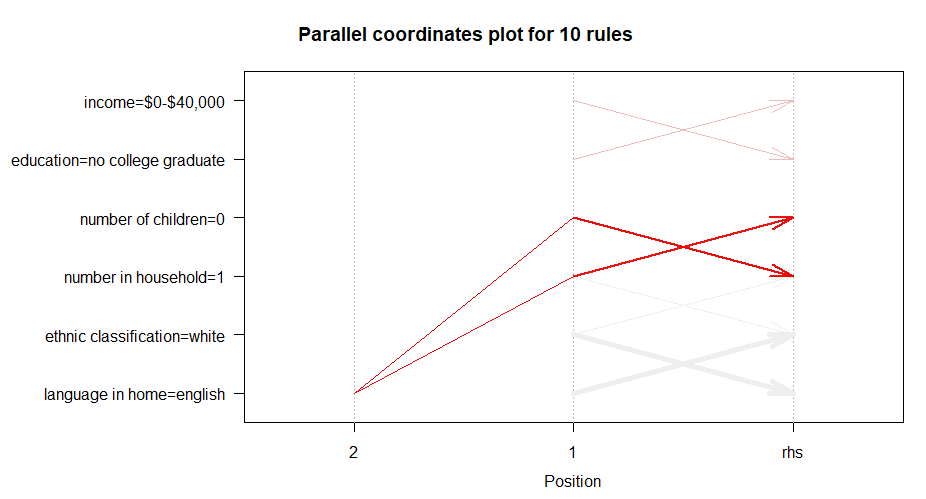 Parallel coordinates plot for 10 rules
income=$0-$40,000
education=no college graduate
number of children=0
number in household=1
ethnic classification=white
language in home=english
2 1 rhs
Position